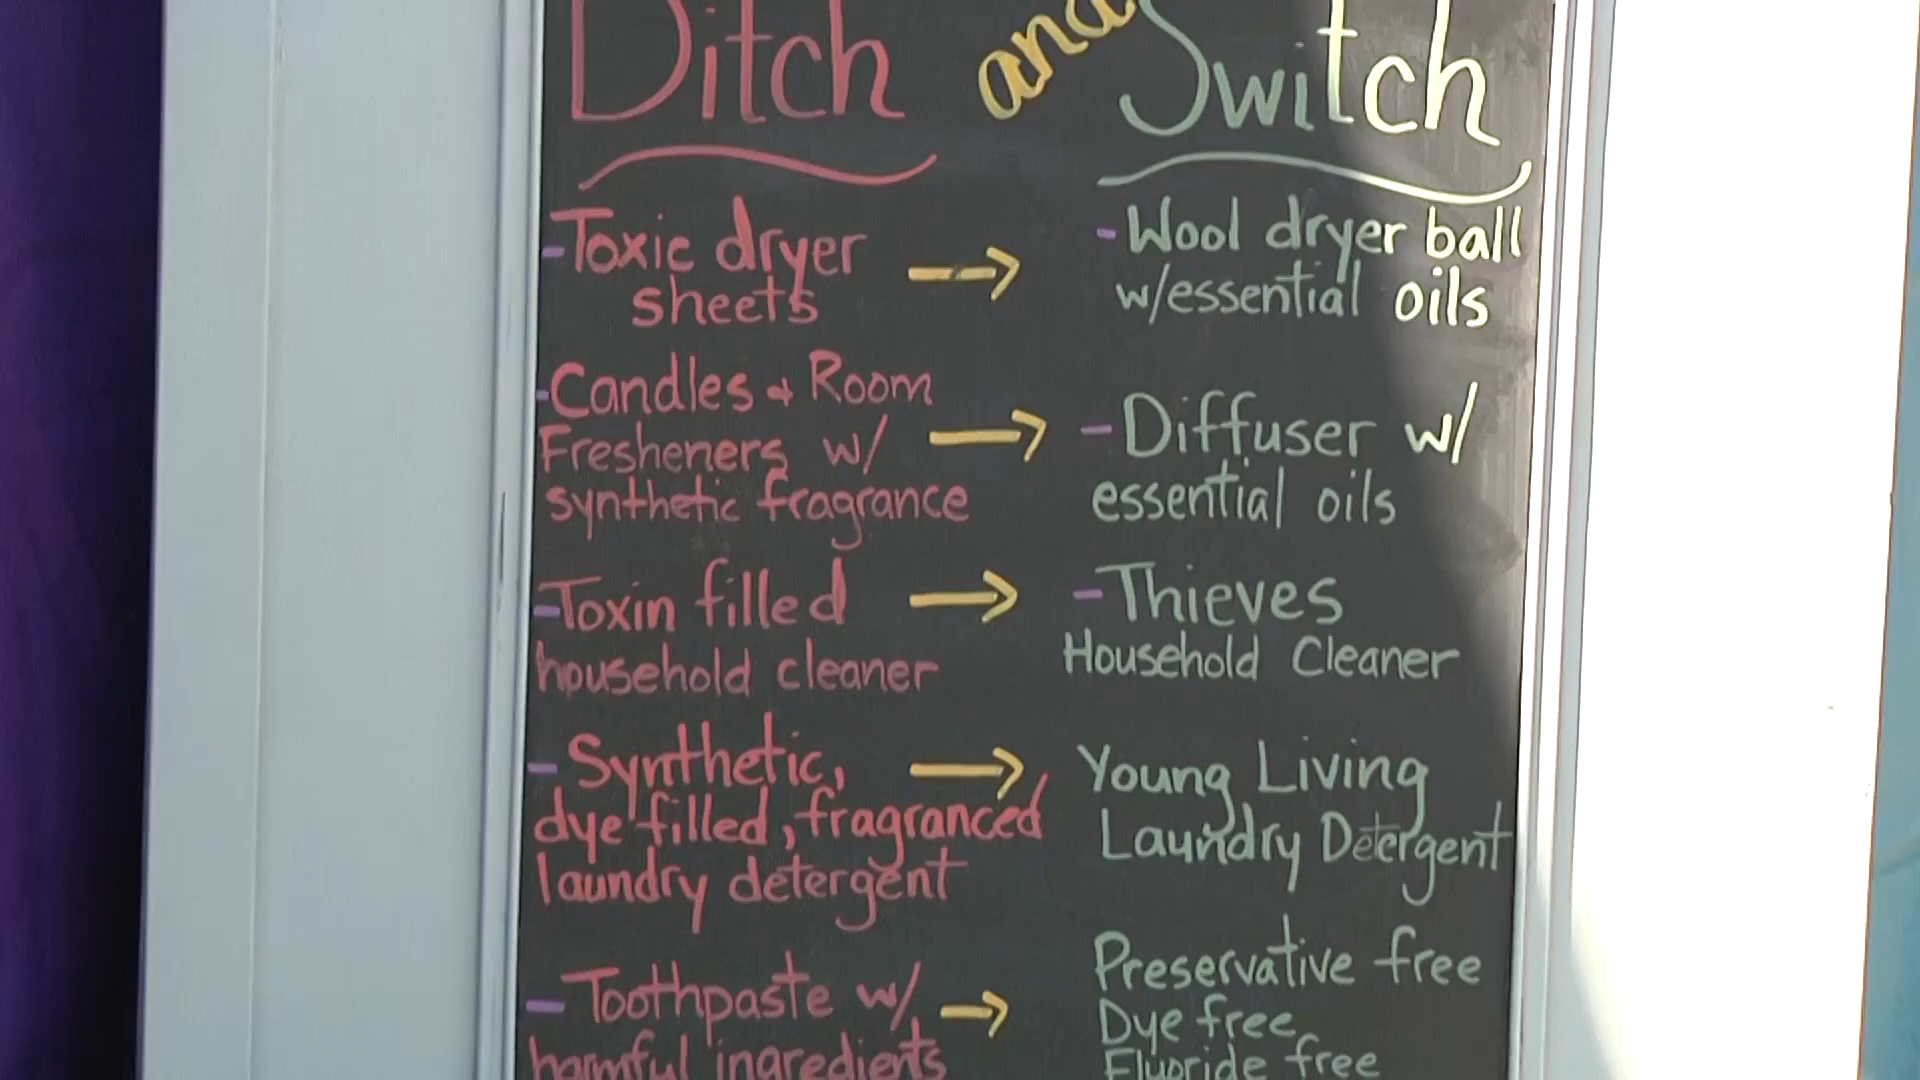 Ditch and Switch
-Toxic dryer
sheets
→
-Wool dryer ball
w/essential oils
-Candles & Room
Fresheners w/
synthetic fragrance
→
-Diffuser w/
essential oils
-Toxin filled
household cleaner
→
-Thieves
Household Cleaner
- Synthetic,
dye filled, fragranced
laundry detergent
→
Young Living
Laundry Detergent
-Toothpaste w/
harmful ingredients
→
Preservative free
Dye free
Fluoride free